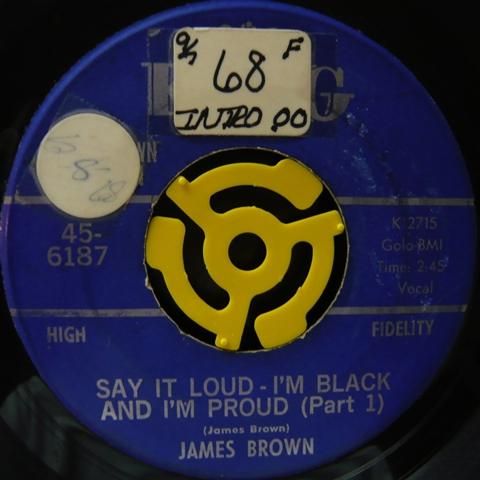 9/ 68 F
INTRO 00
45-
6187
K 2715
Golo-BMI
Time: 2:45
Vocal
HIGH
FIDELITY
SAY IT LOUD - I'M BLACK
AND I'M PROUD (Part 1)
(James Brown)
JAMES BROWN